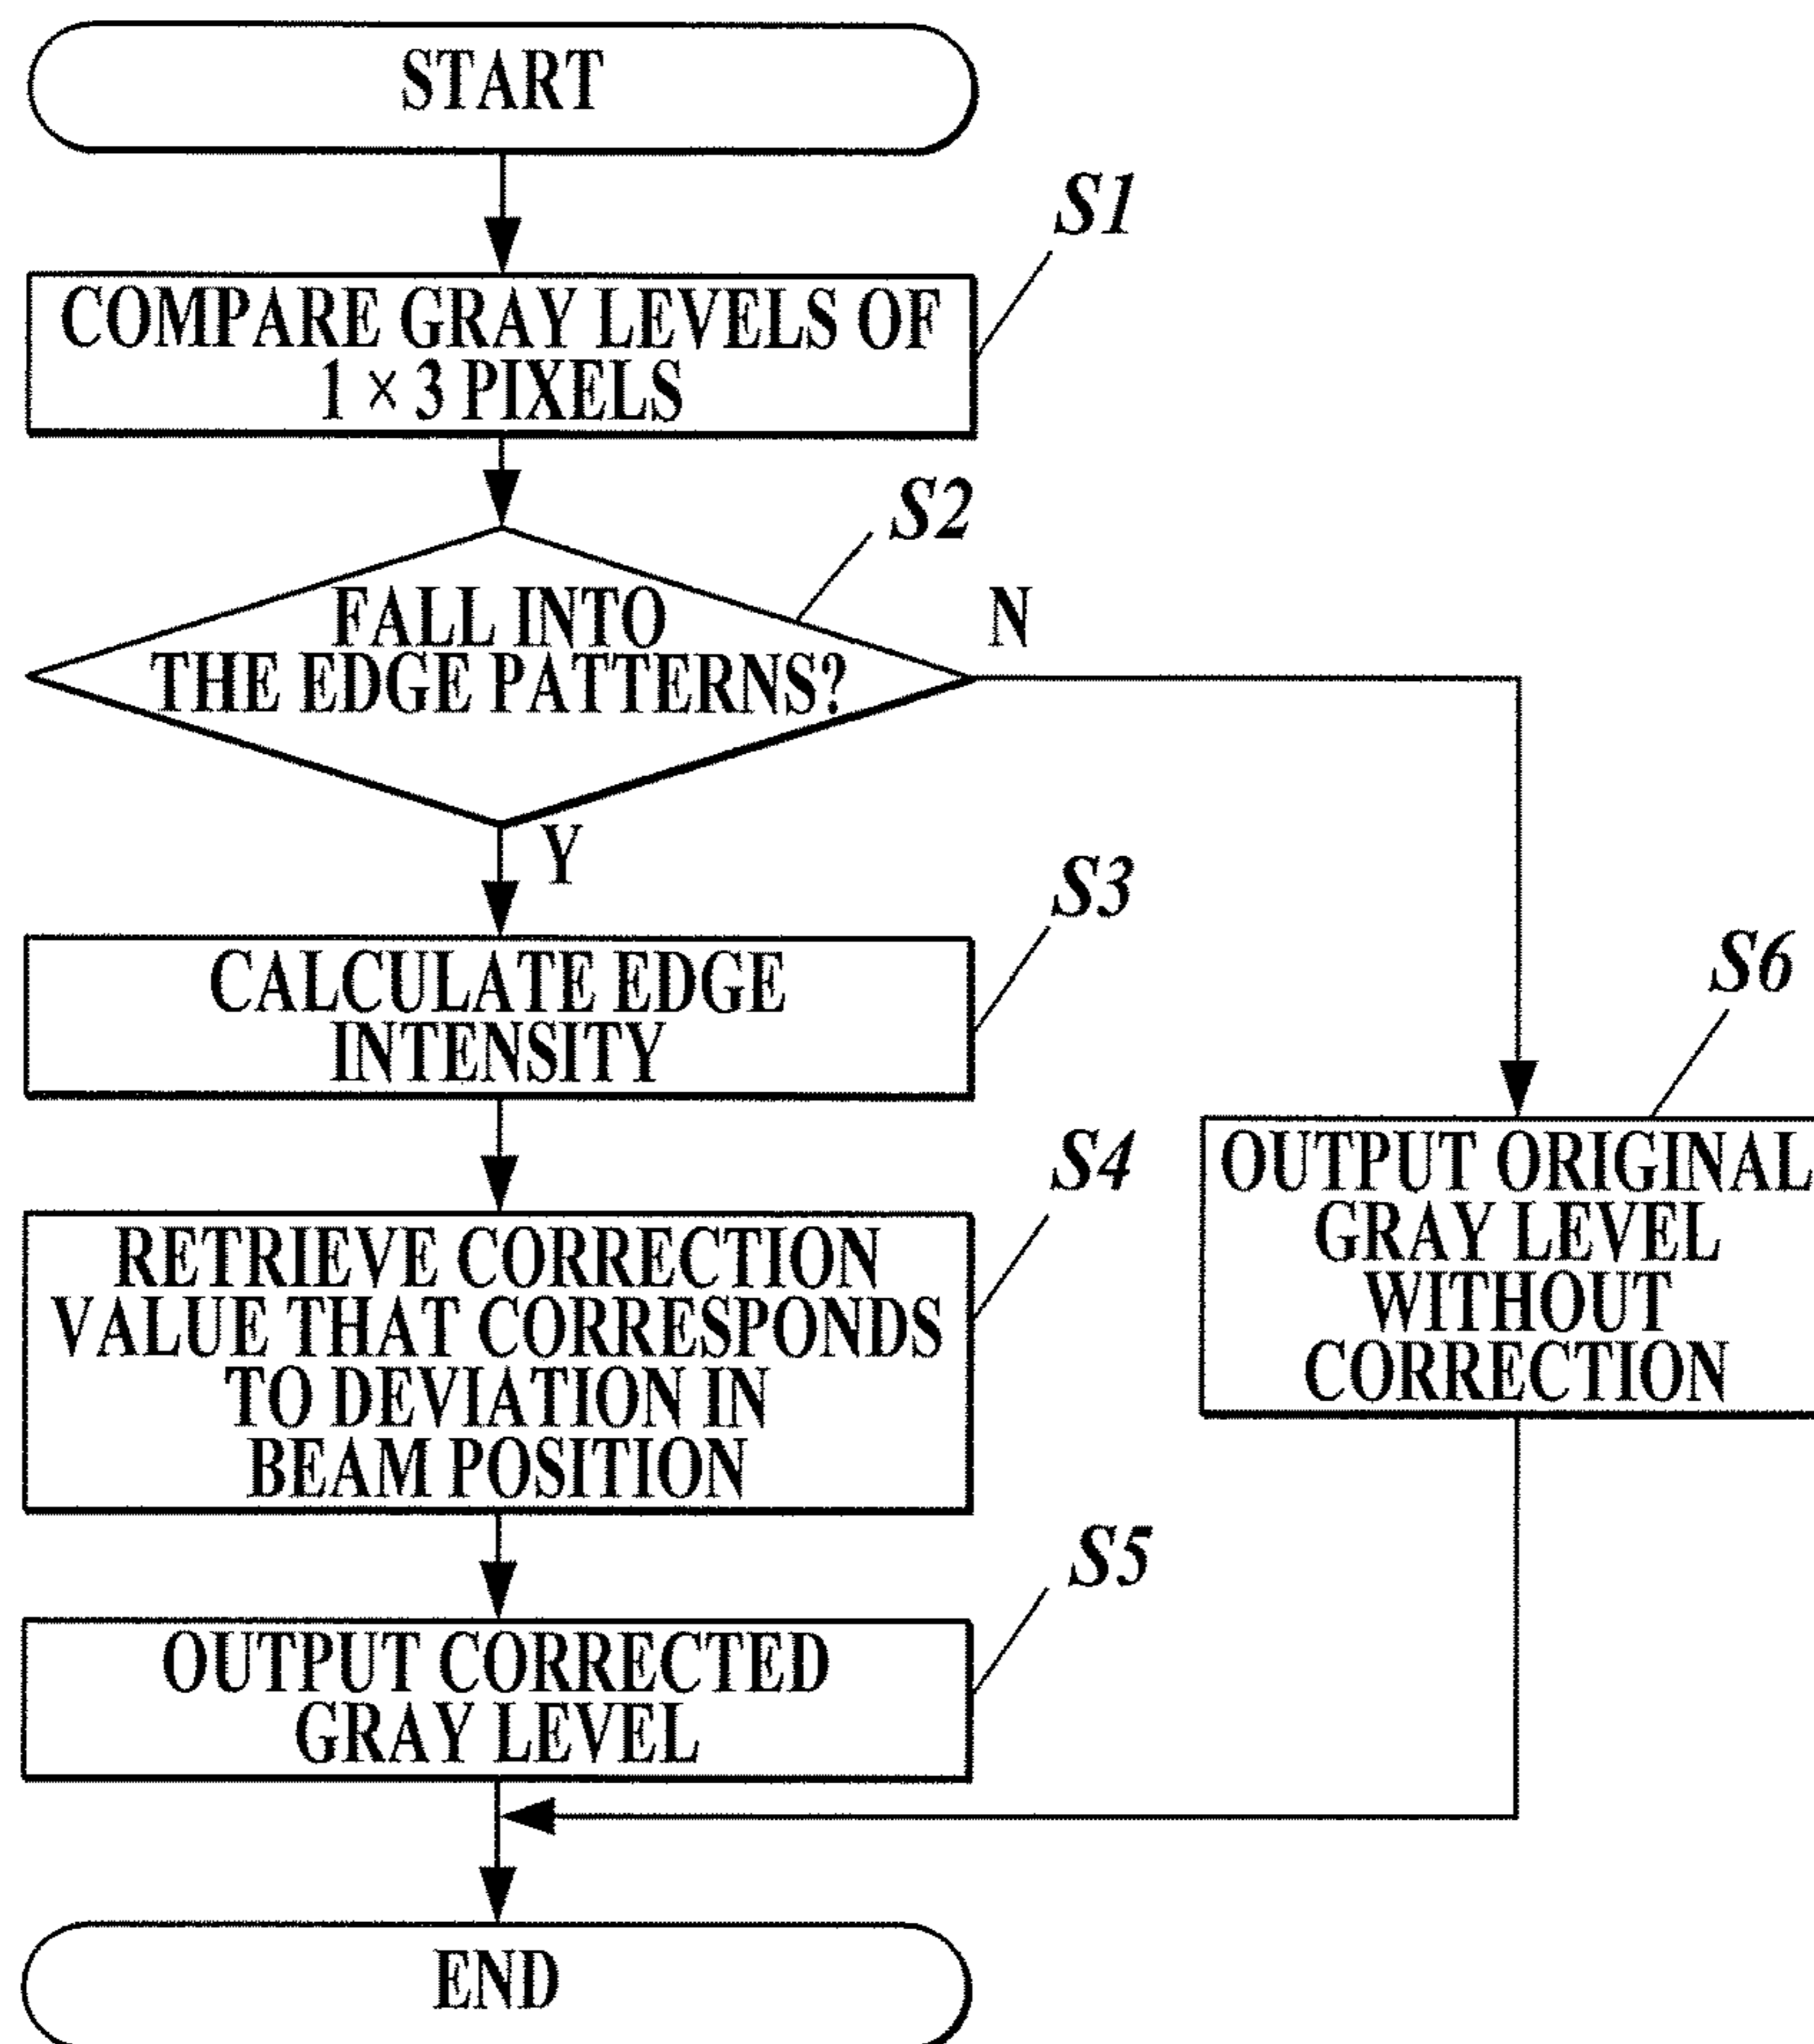 START
S1
COMPARE GRAY LEVELS OF
1 × 3 PIXELS
S2
FALL INTO
THE EDGE PATTERNS?
N
Y
S3
CALCULATE EDGE
INTENSITY
S6
OUTPUT ORIGINAL
GRAY LEVEL
WITHOUT
CORRECTION
S4
RETRIEVE CORRECTION
VALUE THAT CORRESPONDS
TO DEVIATION IN
BEAM POSITION
S5
OUTPUT CORRECTED
GRAY LEVEL
END